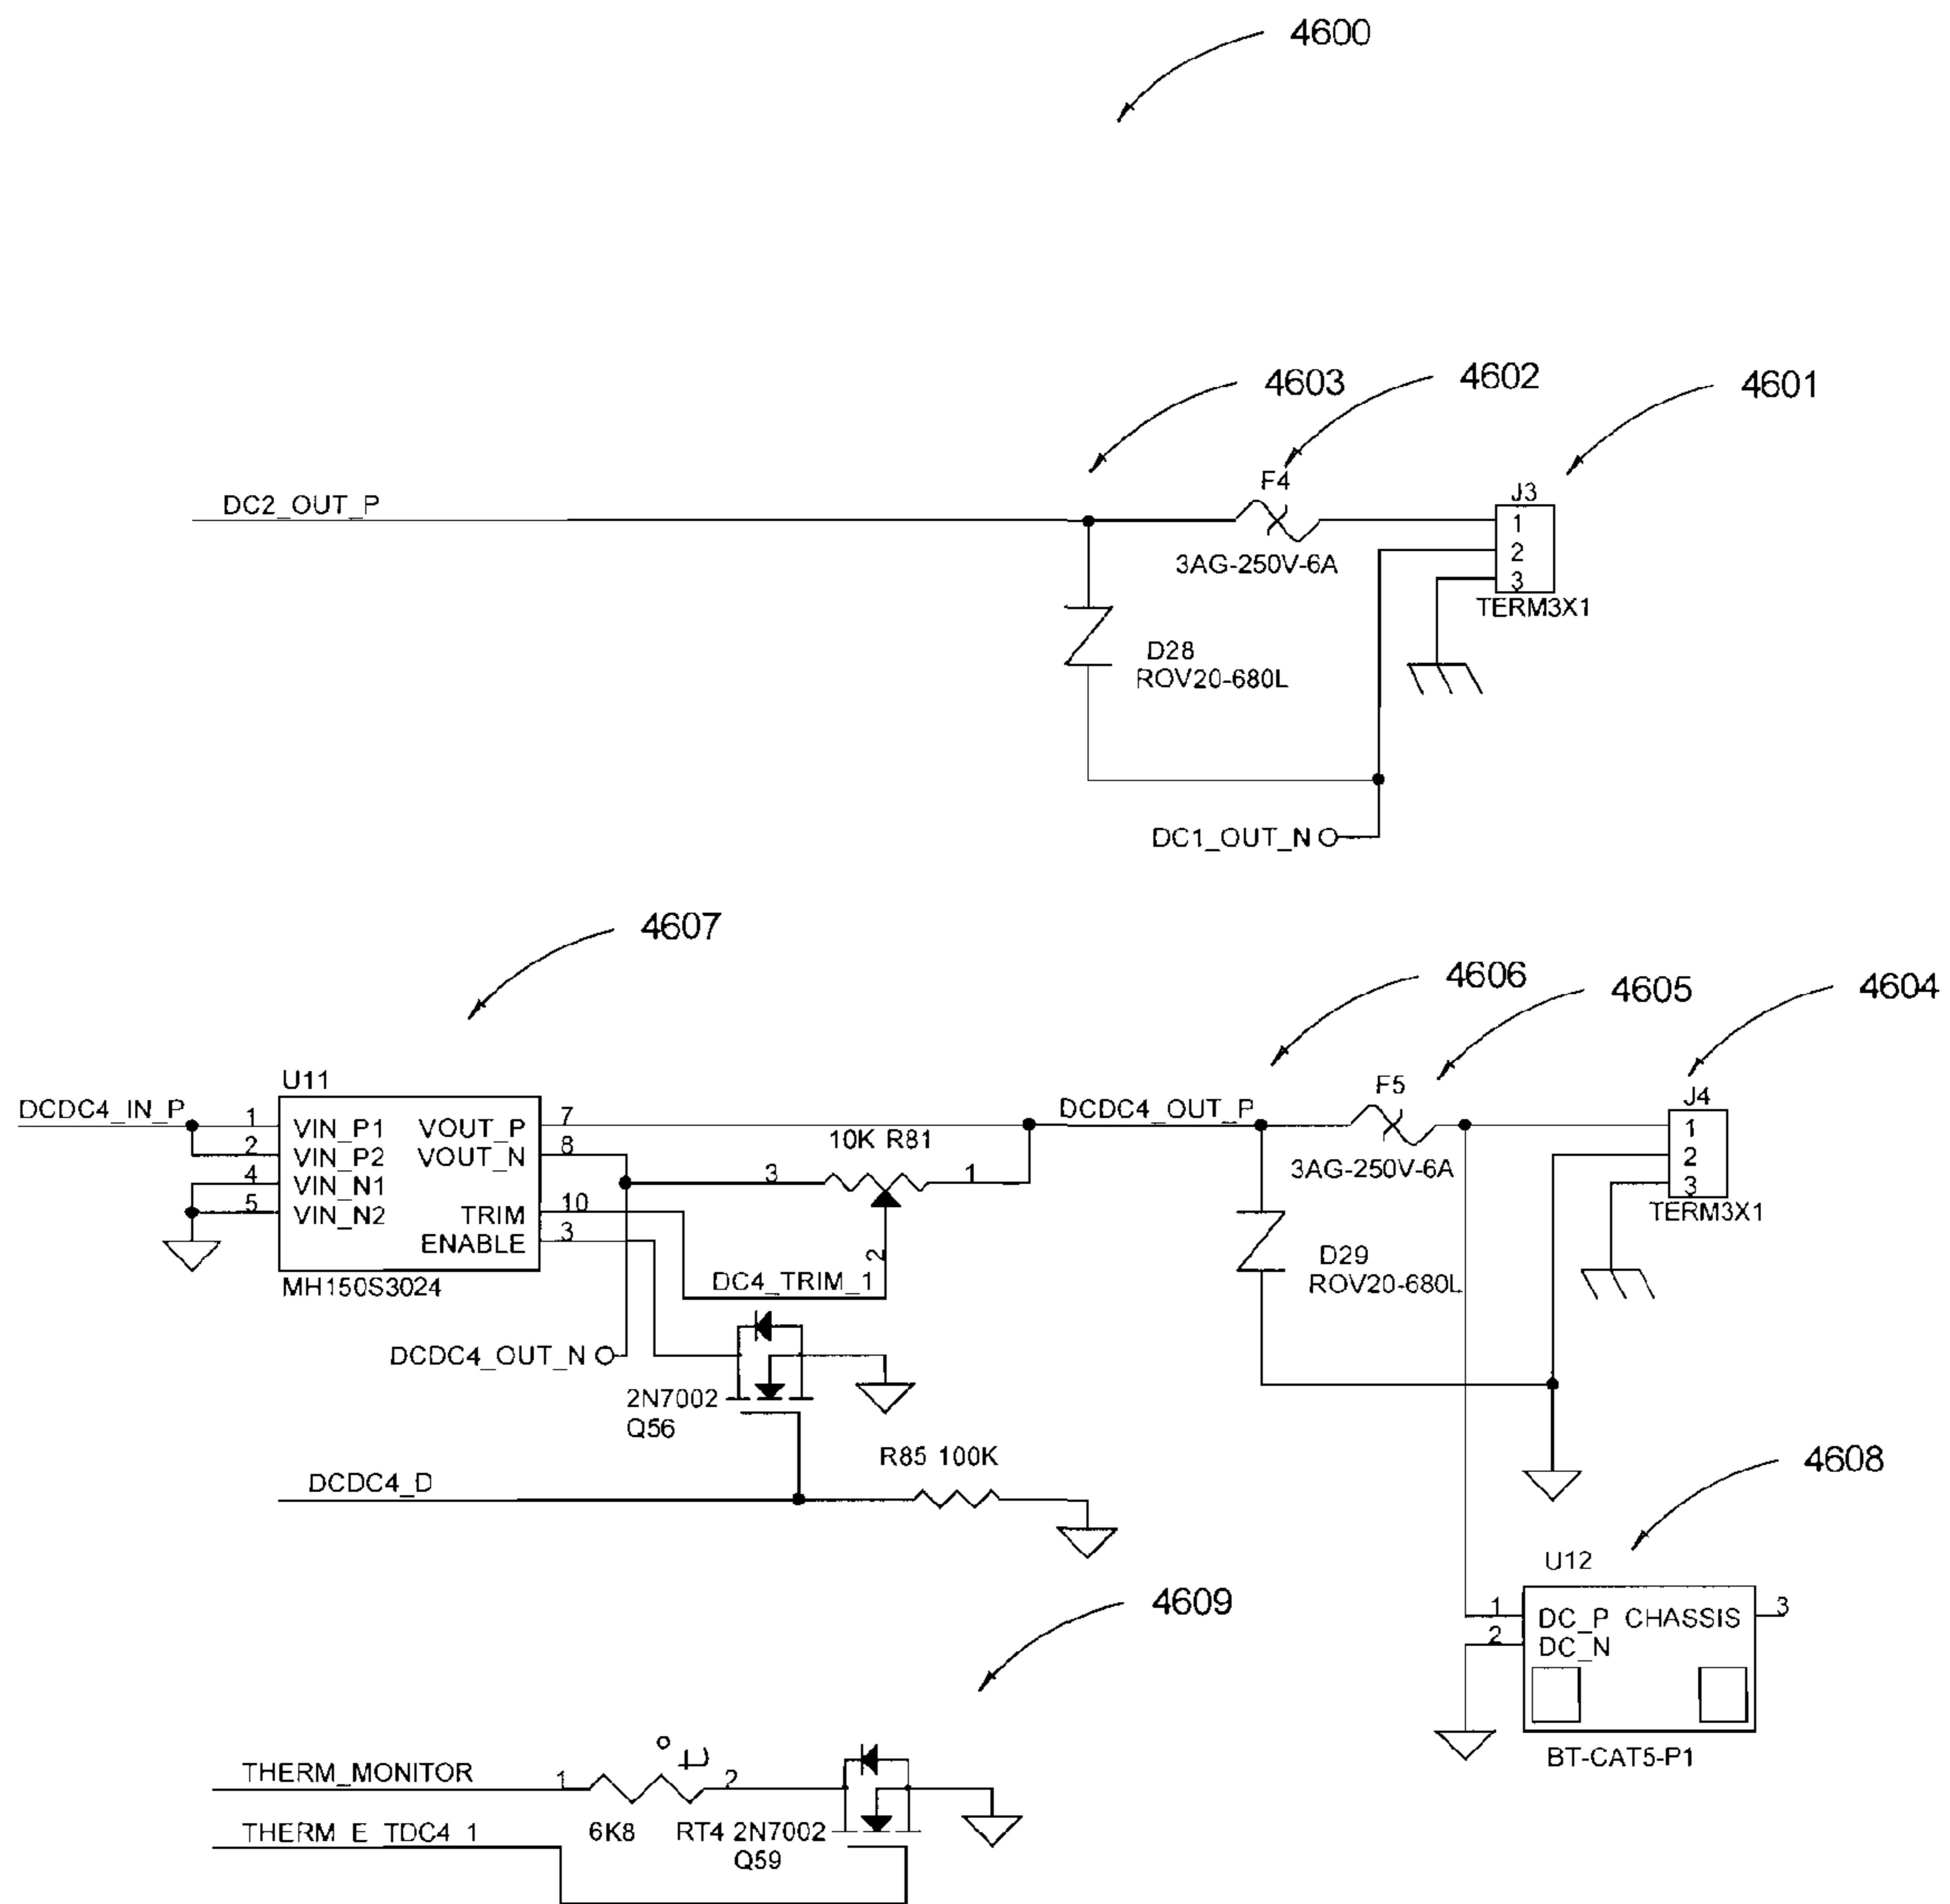 4600
4603
4602
4601
DC2_OUT_P
F4
3AG-250V-6A
J3
1
2
3
TERM3X1
D28
ROV20-680L
DC1_OUT_N
4607
4606
4605
4604
U11
DCDC4_IN_P
1
2
4
5
VIN_P1
VIN_P2
VIN_N1
VIN_N2
VOUT_P
VOUT_N
TRIM
ENABLE
7
8
10
3
MH150S3024
10K R81
3
1
2
DC4_TRIM_1
DCDC4_OUT_P
F5
3AG-250V-6A
J4
1
2
3
TERM3X1
D29
ROV20-680L
DCDC4_OUT_N
2N7002
Q56
R85 100K
DCDC4_D
4608
U12
1
2
DC_P
DC_N
CHASSIS
3
BT-CAT5-P1
4609
THERM_MONITOR
1
°t
2
6K8
RT4
2N7002
Q59
THERM_E_TDC4_1